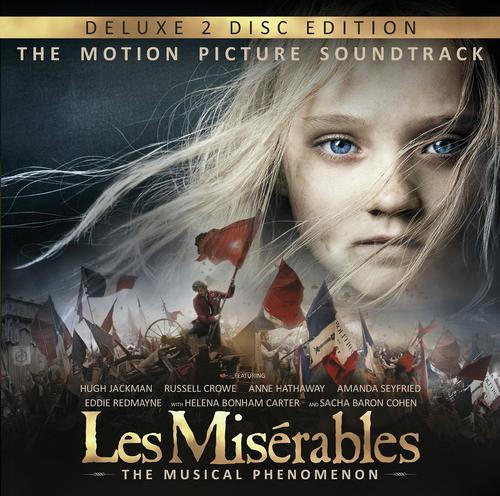 DELUXE 2 DISC EDITION
THE MOTION PICTURE SOUNDTRACK
FEATURING
HUGH JACKMAN RUSSELL CROWE ANNE HATHAWAY AMANDA SEYFRIED
EDDIE REDMAYNE WITH HELENA BONHAM CARTER AND SACHA BARON COHEN
Les Misérables
THE MUSICAL PHENOMENON